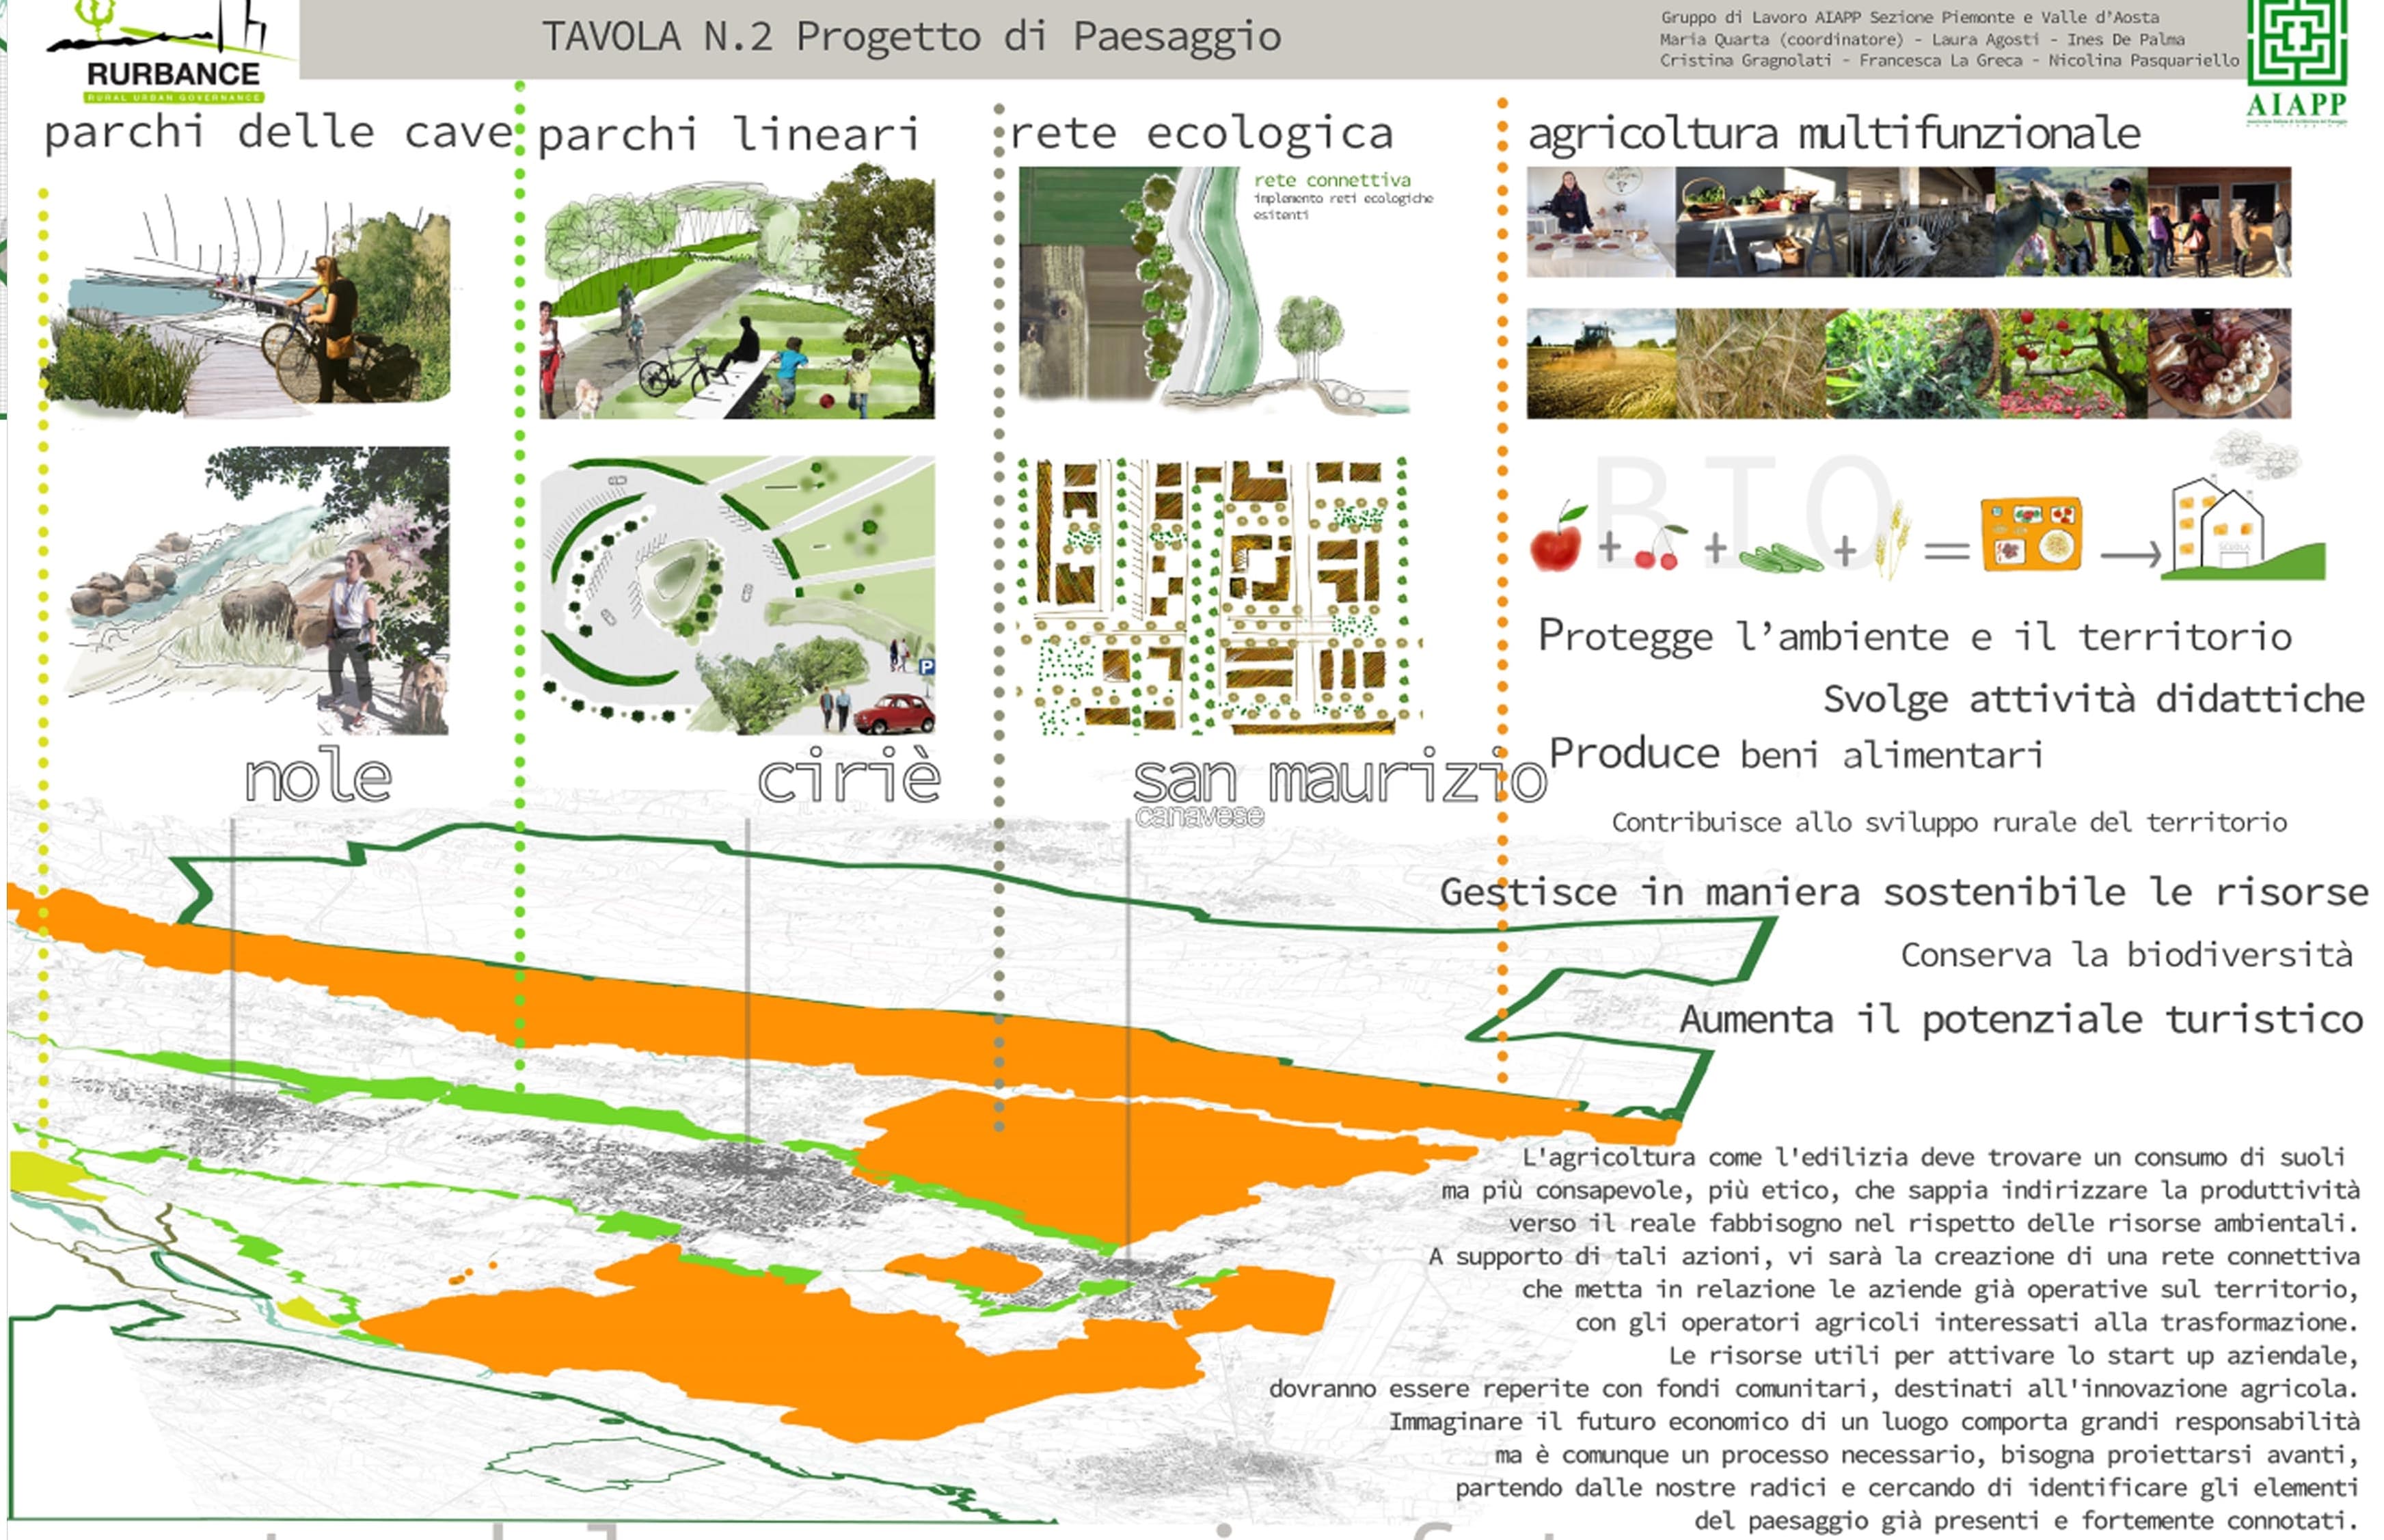 RURBANCE
RURAL URBAN GOVERNANCE
TAVOLA N.2 Progetto di Paesaggio
Gruppo di Lavoro AIAPP Sezione Piemonte e Valle d'Aosta
Maria Quarta (coordinatore) - Laura Agosti - Ines De Palma
Cristina Gragnolati - Francesca La Greca - Nicolina Pasquariello
AIAPP
parchi delle cave
parchi lineari
rete ecologica
agricoltura multifunzionale
rete connettiva
implemento reti ecologiche
esitenti
BIO
+ + + =
SCUOLA
P
nole
ciriè
san maurizio
canavese
Protegge l'ambiente e il territorio
Svolge attività didattiche
Produce beni alimentari
Contribuisce allo sviluppo rurale del territorio
Gestisce in maniera sostenibile le risorse
Conserva la biodiversità
Aumenta il potenziale turistico
L'agricoltura come l'edilizia deve trovare un consumo di suoli
ma più consapevole, più etico, che sappia indirizzare la produttività
verso il reale fabbisogno nel rispetto delle risorse ambientali.
A supporto di tali azioni, vi sarà la creazione di una rete connettiva
che metta in relazione le aziende già operative sul territorio,
con gli operatori agricoli interessati alla trasformazione.
Le risorse utili per attivare lo start up aziendale,
dovranno essere reperite con fondi comunitari, destinati all'innovazione agricola.
Immaginare il futuro economico di un luogo comporta grandi responsabilità
ma è comunque un processo necessario, bisogna proiettarsi avanti,
partendo dalle nostre radici e cercando di identificare gli elementi
del paesaggio già presenti e fortemente connotati.